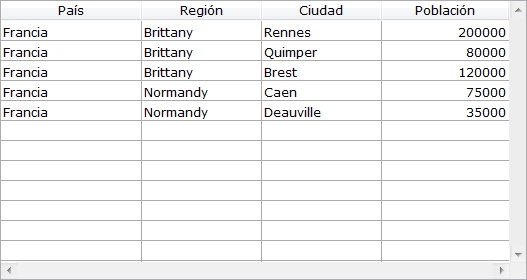 País Región Ciudad Población
Francia Brittany Rennes 200000
Francia Brittany Quimper 80000
Francia Brittany Brest 120000
Francia Normandy Caen 75000
Francia Normandy Deauville 35000